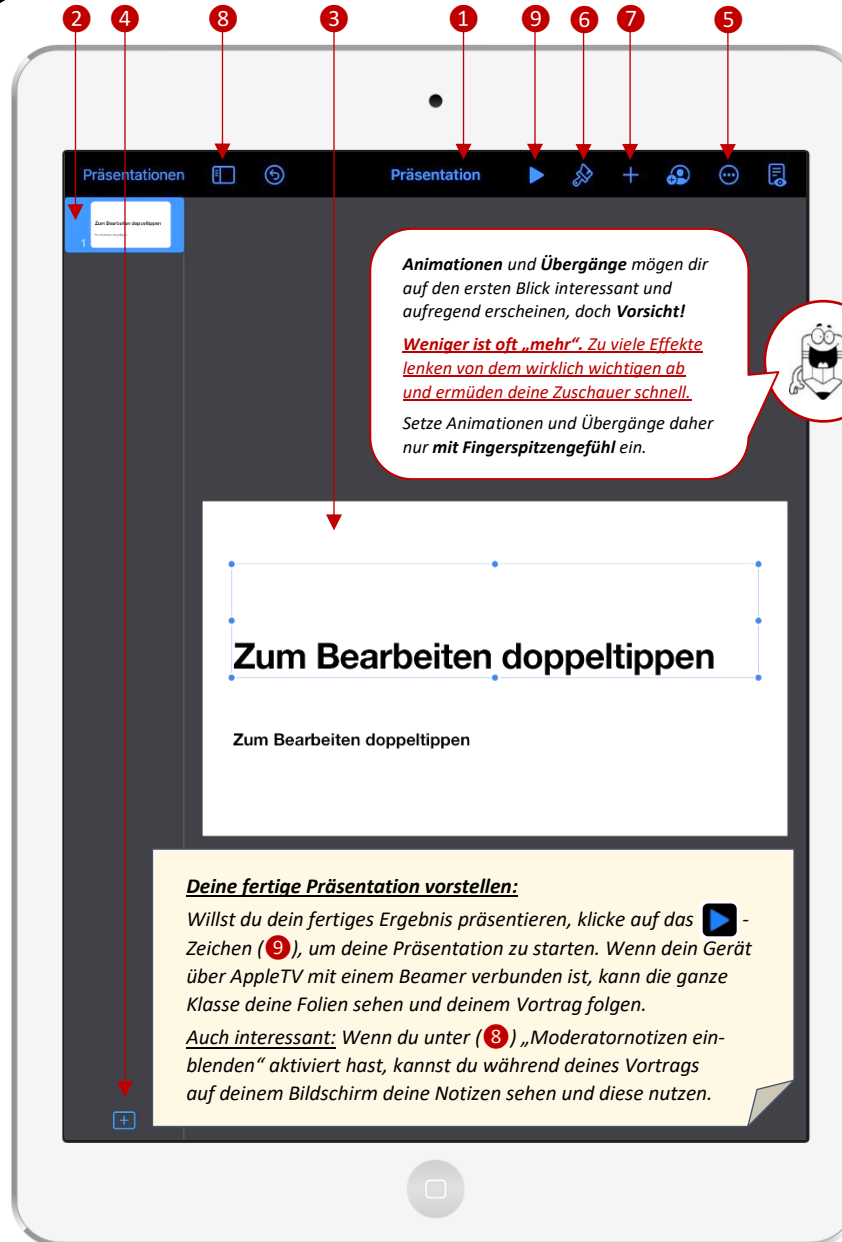 2 4 8 3 1 9 6 7 5
Präsentationen Präsentation
Zum Bearbeiten doppeltippen
Zum Bearbeiten doppeltippen
1
Animationen und Übergänge mögen dir
auf den ersten Blick interessant und
aufregend erscheinen, doch Vorsicht!
Weniger ist oft „mehr“. Zu viele Effekte
lenken von dem wirklich wichtigen ab
und ermüden deine Zuschauer schnell.
Setze Animationen und Übergänge daher
nur mit Fingerspitzengefühl ein.
Zum Bearbeiten doppeltippen
Zum Bearbeiten doppeltippen
Deine fertige Präsentation vorstellen:
Willst du dein fertiges Ergebnis präsentieren, klicke auf das -
Zeichen (9), um deine Präsentation zu starten. Wenn dein Gerät
über AppleTV mit einem Beamer verbunden ist, kann die ganze
Klasse deine Folien sehen und deinem Vortrag folgen.
Auch interessant: Wenn du unter (8) „Moderatornotizen ein-
blenden“ aktiviert hast, kannst du während deines Vortrags
auf deinem Bildschirm deine Notizen sehen und diese nutzen.